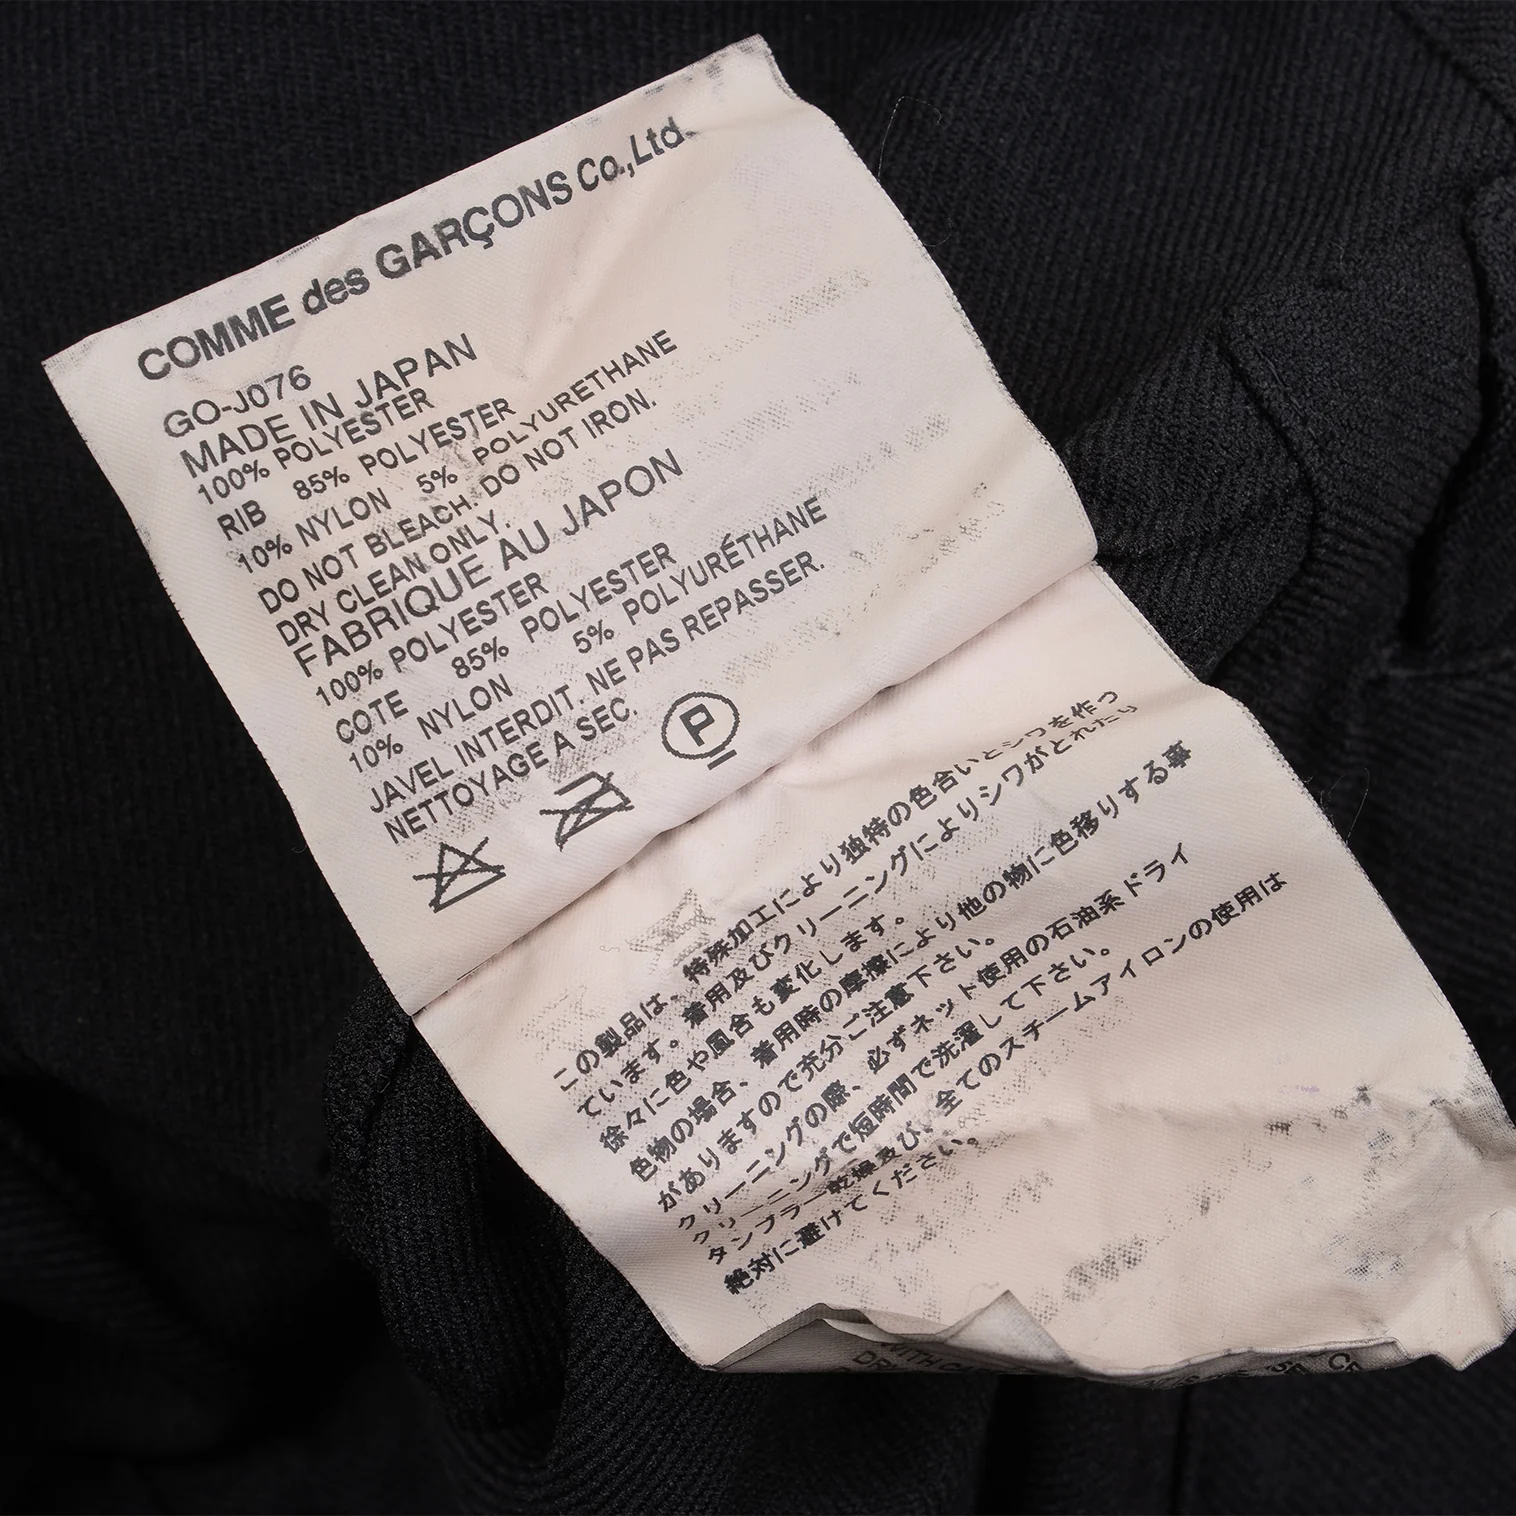 COMME des GARÇONS Co.,Ltd.
GO-J076
MADE IN JAPAN
100% POLYESTER
RIB 85% POLYESTER
10% NYLON 5% POLYURETHANE
DO NOT BLEACH. DO NOT IRON.
DRY CLEAN ONLY.
FABRIQUE AU JAPON
100% POLYESTER
COTE 85% POLYESTER
10% NYLON 5% POLYURÉTHANE
JAVEL INTERDIT. NE PAS REPASSER.
NETTOYAGE A SEC.
P
この製品は、特殊加工により独特の色合いとシワを作っ
ています。着用及びクリーニングによりシワがとれたり
徐々に色や風合も変化します。
色物の場合、着用時の摩擦により他の物に色移りする事
がありますので充分ご注意下さい。
クリーニングの際、必ずネット使用の石油系ドライ
クリーニングで短時間で洗濯して下さい。
タンブラー乾燥及び、全てのスチームアイロンの使用は
絶対に避けてください。
WITH